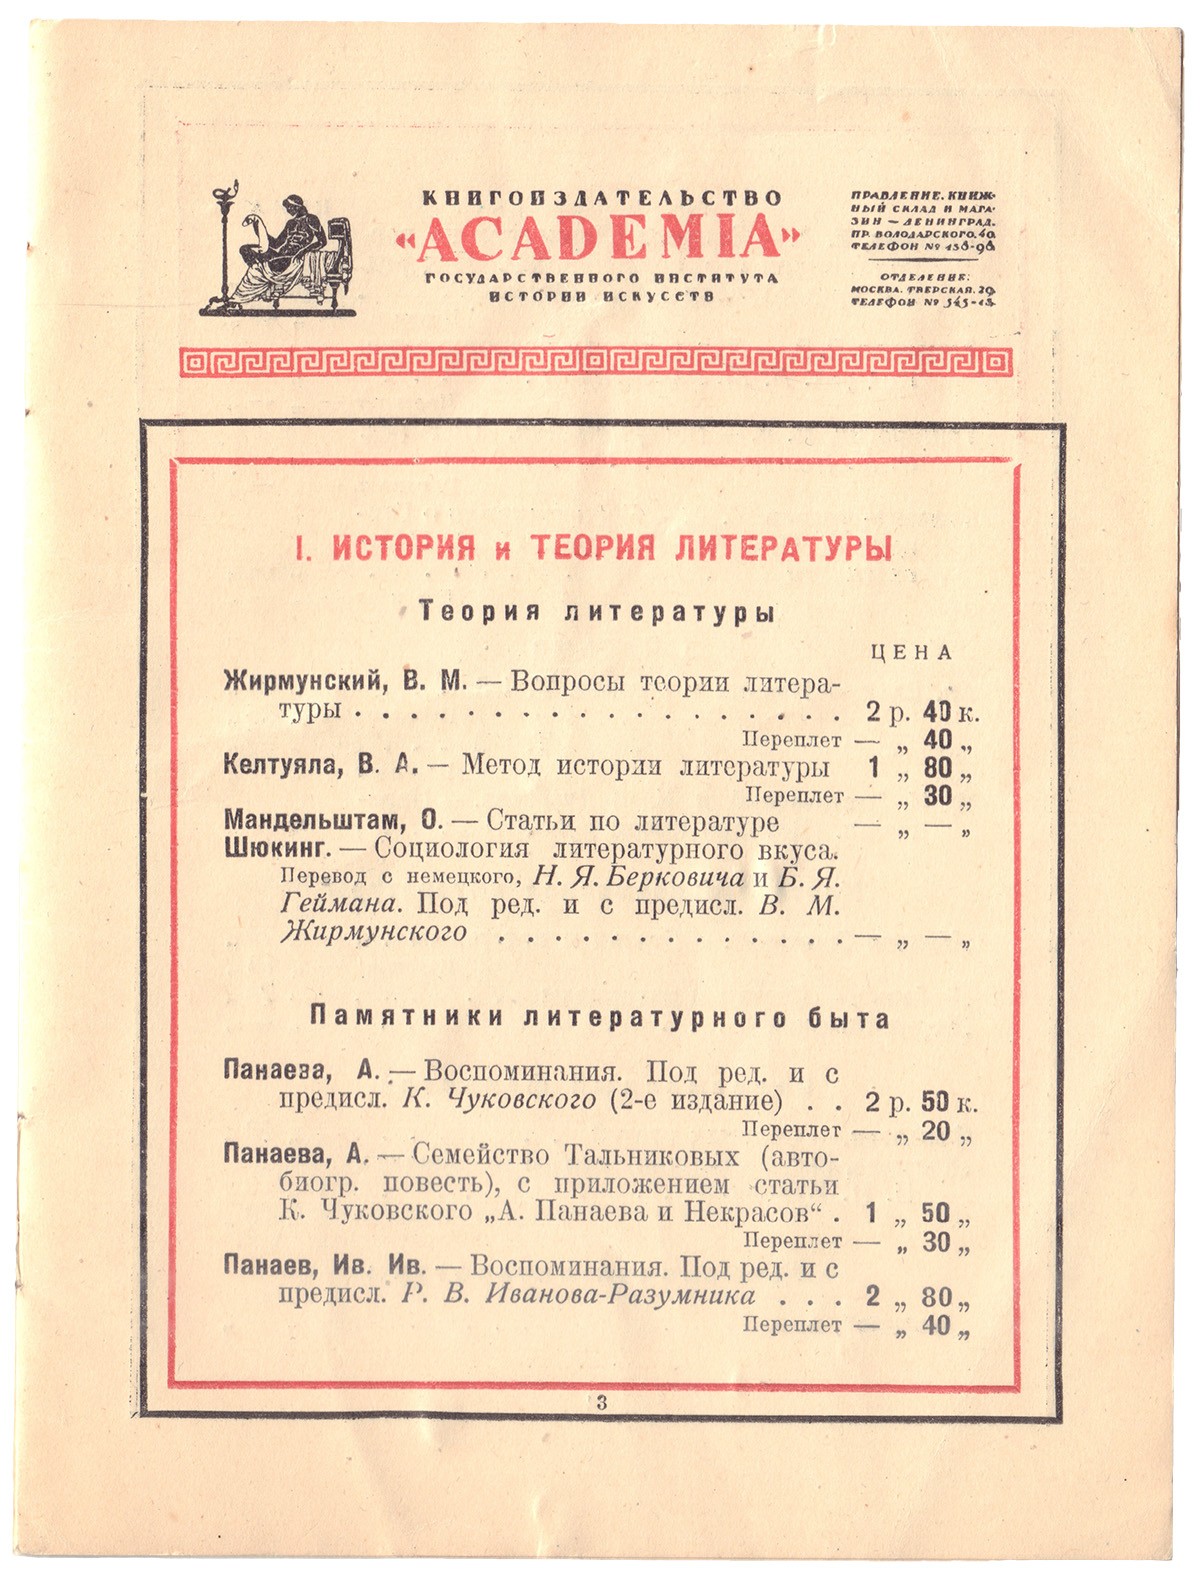 КНИГОИЗДАТЕЛЬСТВО
«ACADEMIA»
ГОСУДАРСТВЕННОГО ИНСТИТУТА
ИСТОРИИ ИСКУССТВ
ПРАВЛЕНИЕ, КНИЖ-
НЫЙ СКЛАД И МАГА-
ЗИН — ЛЕНИНГРАД.
ПР. ВОЛОДАРСКОГО, 40
ТЕЛЕФОН № 138-98
ОТДЕЛЕНИЕ:
МОСКВА. ТВЕРСКАЯ. 29
ТЕЛЕФОН № 545-13
I. ИСТОРИЯ и ТЕОРИЯ ЛИТЕРАТУРЫ
Теория литературы
ЦЕНА
Жирмунский, В. М. — Вопросы теории литера-
туры . . . . . . . . . . . . . . . . . . 2 р. 40 к.
Переплет — „ 40 „
Келтуяла, В. А. — Метод истории литературы 1 „ 80 „
Переплет — „ 30 „
Мандельштам, О. — Статьи по литературе — „ — „
Шюкинг. — Социология литературного вкуса.
Перевод с немецкого, Н. Я. Берковича и Б. Я.
Геймана. Под ред. и с предисл. В. М.
Жирмунского . . . . . . . . . . . . . — „ — „
Памятники литературного быта
Панаева, А. — Воспоминания. Под ред. и с
предисл. К. Чуковского (2-е издание) . . 2 р. 50 к.
Переплет — „ 20 „
Панаева, А. — Семейство Тальниковых (авто-
биогр. повесть), с приложением статьи
К. Чуковского „А. Панаева и Некрасов“ . 1 „ 50 „
Переплет — „ 30 „
Панаев, Ив. Ив. — Воспоминания. Под ред. и с
предисл. Р. В. Иванова-Разумника . . . 2 „ 80 „
Переплет — „ 40 „
3